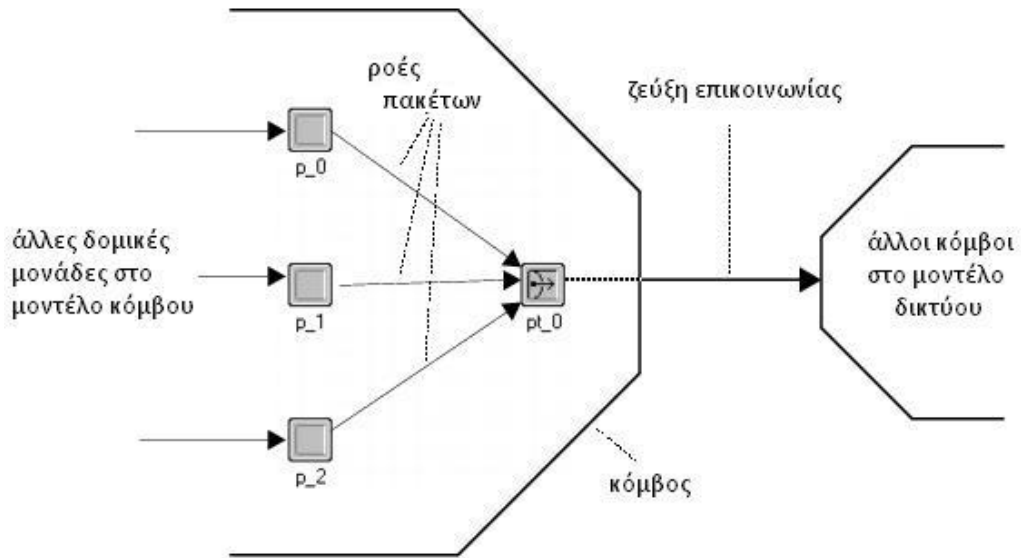 ροές
πακέτων
ζεύξη επικοινωνίας
p_0
άλλες δομικές
μονάδες στο
μοντέλο κόμβου
p_1
pt_0
άλλοι κόμβοι
στο μοντέλο
δικτύου
p_2
κόμβος